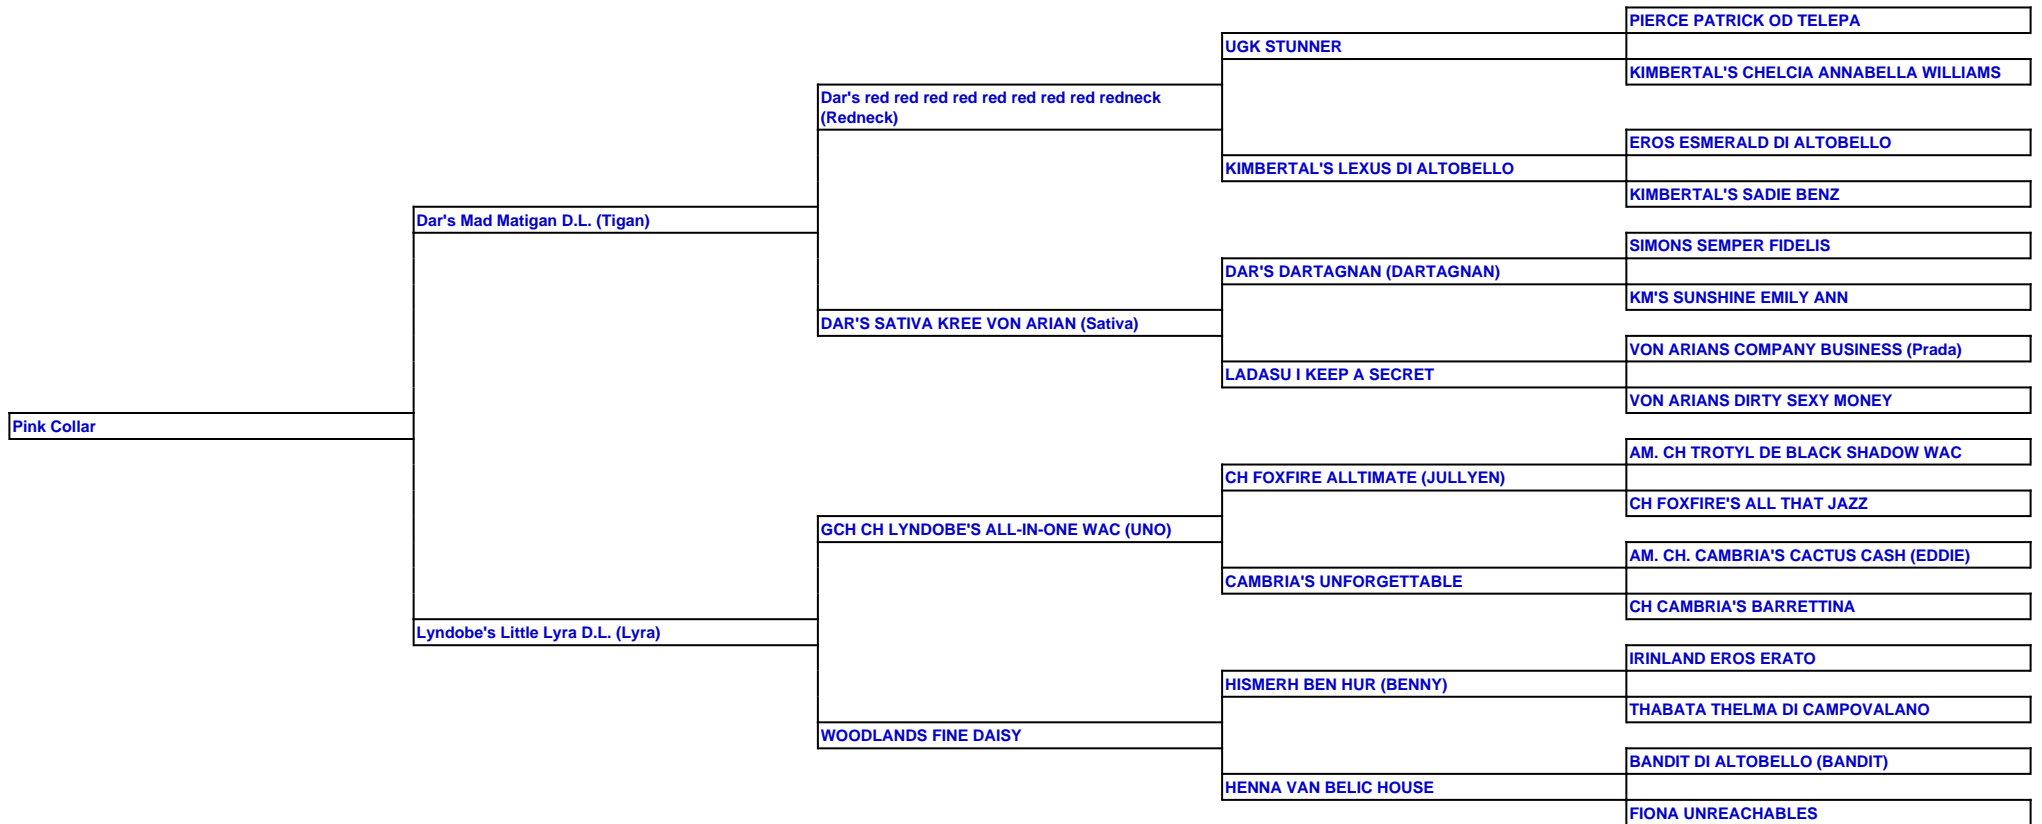 PIERCE PATRICK OD TELEPA
UGK STUNNER
KIMBERTAL'S CHELCIA ANNABELLA WILLIAMS
Dar's red red red red red red red red redneck
(Redneck)
EROS ESMERALD DI ALTOBELLO
KIMBERTAL'S LEXUS DI ALTOBELLO
KIMBERTAL'S SADIE BENZ
Dar's Mad Matigan D.L. (Tigan)
SIMONS SEMPER FIDELIS
DAR'S DARTAGNAN (DARTAGNAN)
KM'S SUNSHINE EMILY ANN
DAR'S SATIVA KREE VON ARIAN (Sativa)
VON ARIANS COMPANY BUSINESS (Prada)
LADASU I KEEP A SECRET
VON ARIANS DIRTY SEXY MONEY
Pink Collar
AM. CH TROTYL DE BLACK SHADOW WAC
CH FOXFIRE ALLTIMATE (JULLYEN)
CH FOXFIRE'S ALL THAT JAZZ
GCH CH LYNDOBE'S ALL-IN-ONE WAC (UNO)
AM. CH. CAMBRIA'S CACTUS CASH (EDDIE)
CAMBRIA'S UNFORGETTABLE
CH CAMBRIA'S BARRETTINA
Lyndobe's Little Lyra D.L. (Lyra)
IRINLAND EROS ERATO
HISMERH BEN HUR (BENNY)
THABATA THELMA DI CAMPOVALANO
WOODLANDS FINE DAISY
BANDIT DI ALTOBELLO (BANDIT)
HENNA VAN BELIC HOUSE
FIONA UNREACHABLES